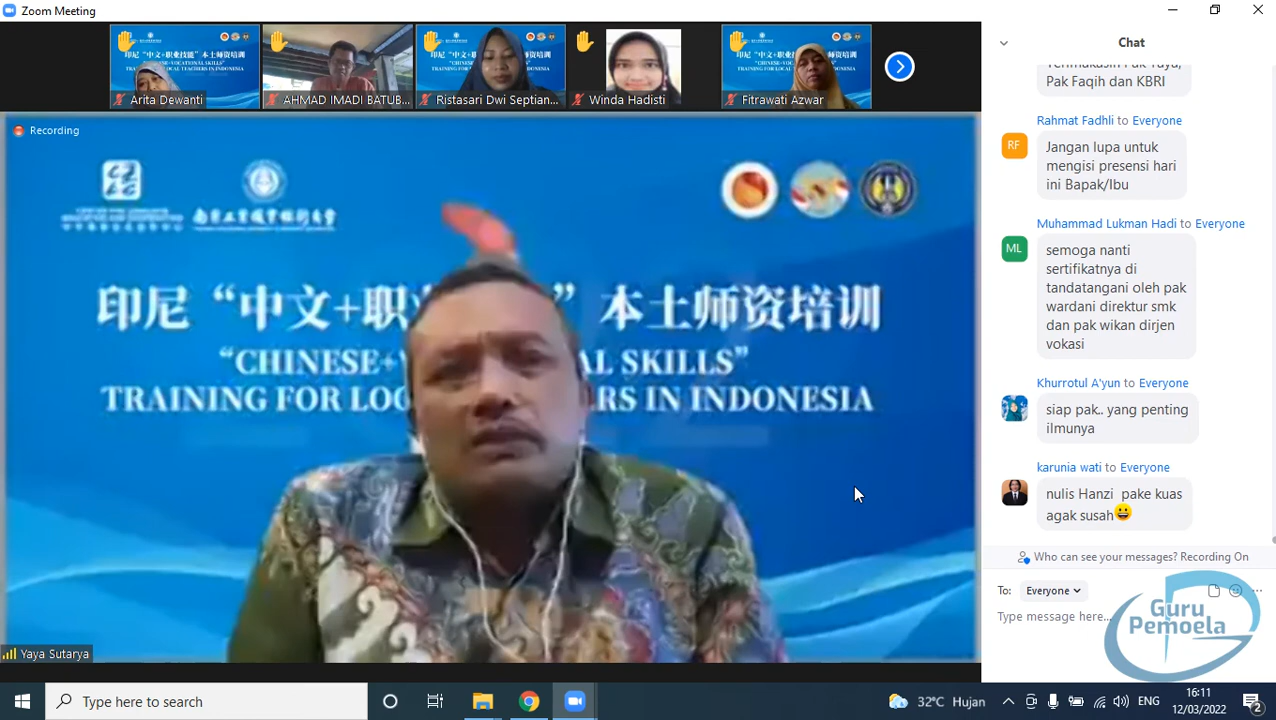 Zoom Meeting
Arita Dewanti
AHMAD IMADI BATUB...
Ristasari Dwi Septian...
Winda Hadisti
Fitrawati Azwar
Recording
印尼“中文+职 ” 本土师资培训
“CHINESE+ AL SKILLS”
TRAINING FOR LOC RS IN INDONESIA
Yaya Sutarya
Chat
Pak Faqih dan KBRI
Rahmat Fadhli to Everyone
RF
Jangan lupa untuk
mengisi presensi hari
ini Bapak/Ibu
Muhammad Lukman Hadi to Everyone
ML
semoga nanti
sertifikatnya di
tandatangani oleh pak
wardani direktur smk
dan pak wikan dirjen
vokasi
Khurrotul A'yun to Everyone
siap pak.. yang penting
ilmunya
karunia wati to Everyone
nulis Hanzi pake kuas
agak susah😀
Who can see your messages? Recording On
To: Everyone
Type message here...
Guru
Pemoela
Type here to search
32°C Hujan
ENG
16:11
12/03/2022
2